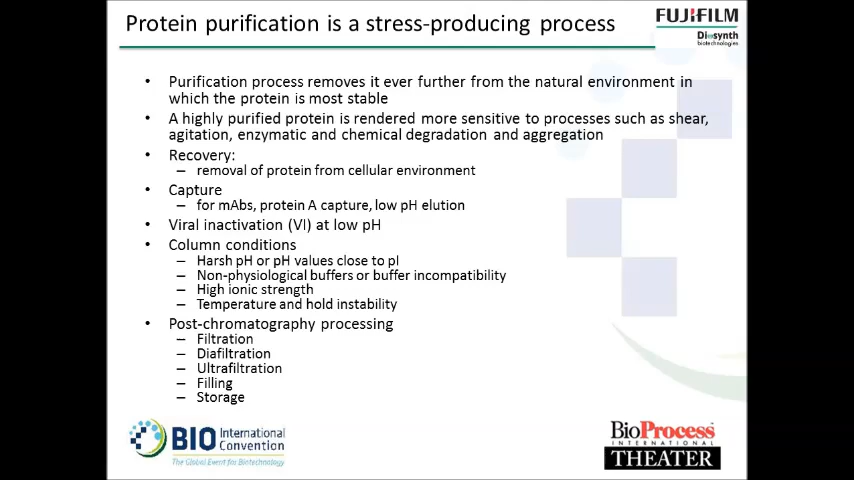 Protein purification is a stress-producing process
FUJIFILM
Diosynth
biotechnologies
• Purification process removes it ever further from the natural environment in
which the protein is most stable
• A highly purified protein is rendered more sensitive to processes such as shear,
agitation, enzymatic and chemical degradation and aggregation
• Recovery:
– removal of protein from cellular environment
• Capture
– for mAbs, protein A capture, low pH elution
• Viral inactivation (VI) at low pH
• Column conditions
– Harsh pH or pH values close to pI
– Non-physiological buffers or buffer incompatibility
– High ionic strength
– Temperature and hold instability
• Post-chromatography processing
– Filtration
– Diafiltration
– Ultrafiltration
– Filling
– Storage
BIO International
Convention
The Global Event for Biotechnology
BioProcess
INTERNATIONAL
THEATER